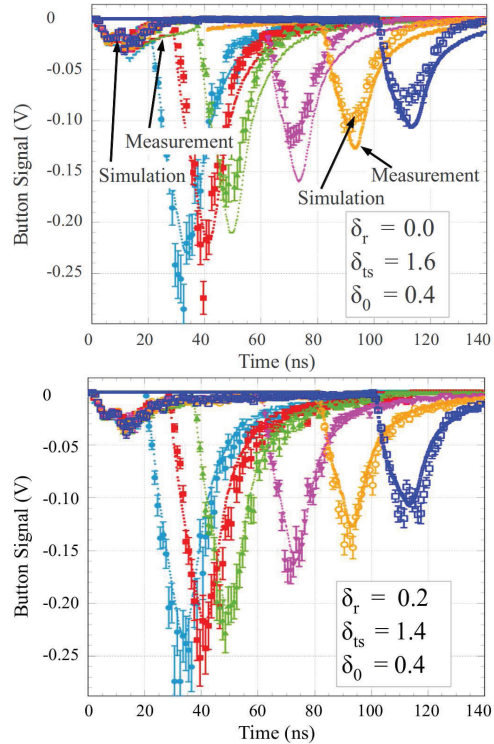 0
-0.05
-0.10
-0.15
-0.20
-0.25
Button Signal (V)
Measurement
Simulation
Simulation
Measurement
δr = 0.0
δts = 1.6
δ0 = 0.4
0 20 40 60 80 100 120 140
Time (ns)
0
-0.05
-0.10
-0.15
-0.20
-0.25
Button Signal (V)
δr = 0.2
δts = 1.4
δ0 = 0.4
0 20 40 60 80 100 120 140
Time (ns)